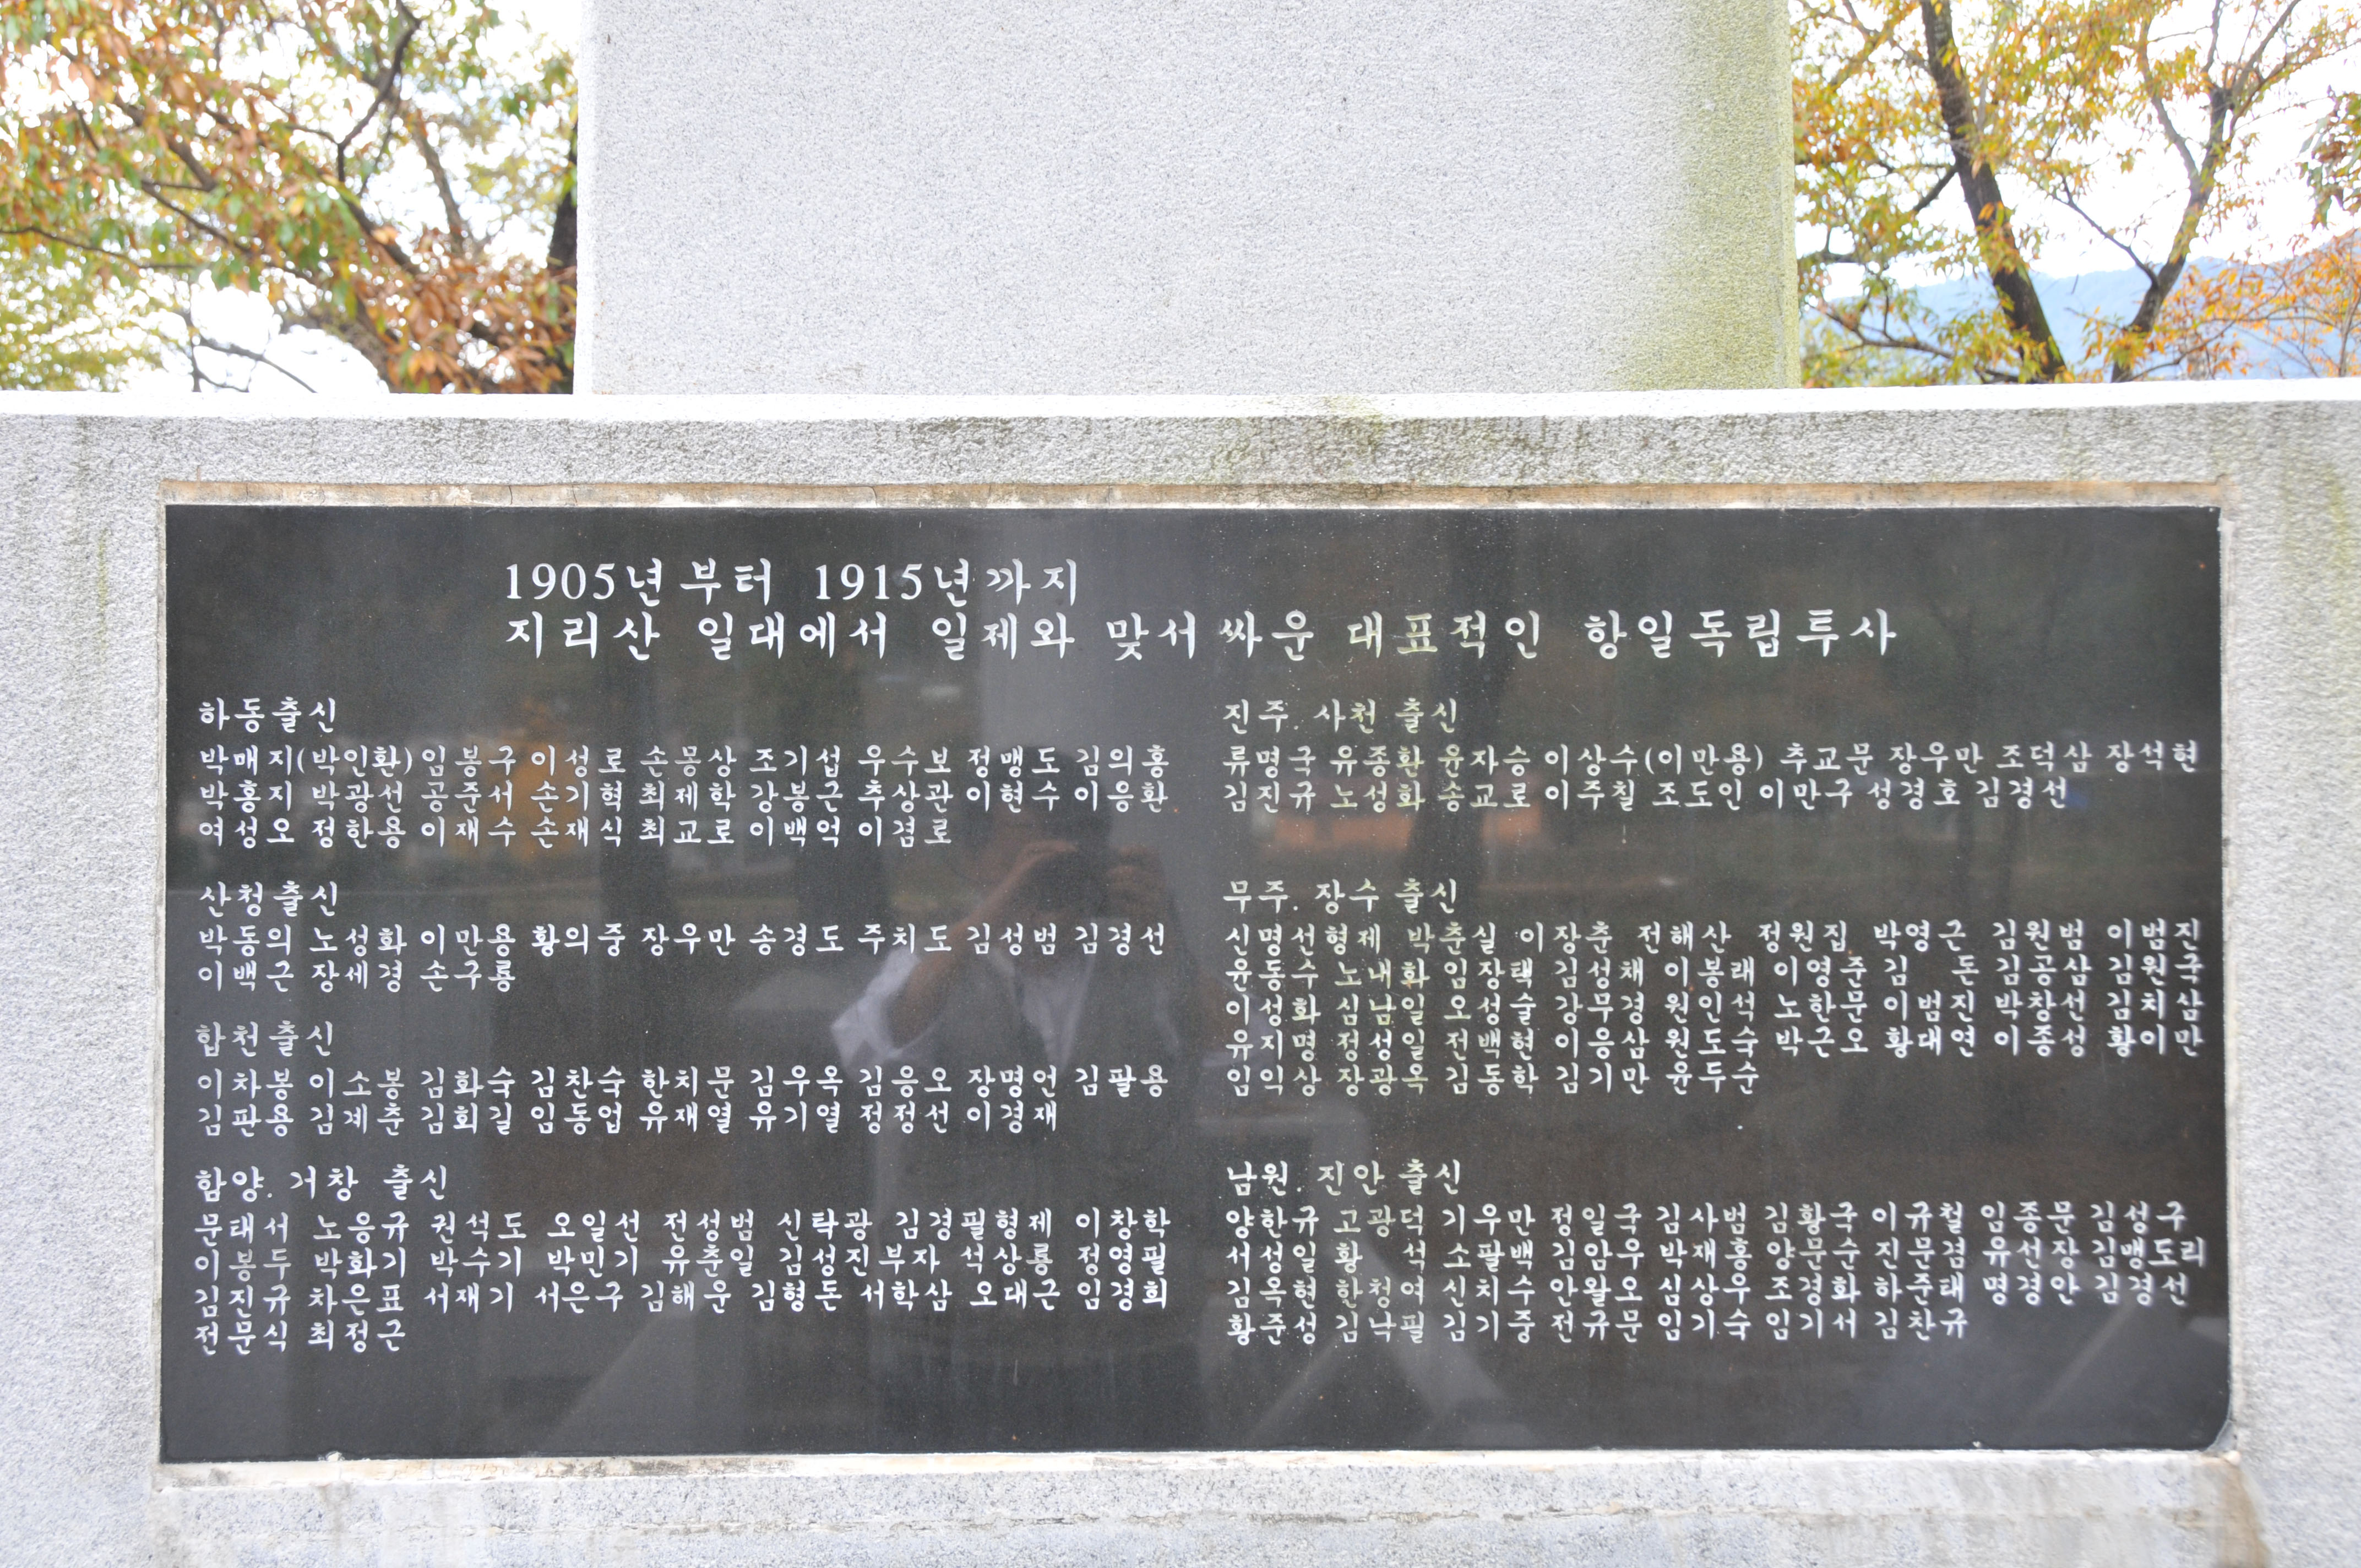 1905년부터 1915년까지
지리산 일대에서 일제와 맞서 싸운 대표적인 항일독립투사
하동출신
박매지(박인환) 임봉구 이성로 손몽상 조기섭 우수보 정맹도 김의홍
박홍지 박광선 공준서 손기혁 최제학 강봉근 추상관 이현수 이응환
여성오 정한용 이재수 손재식 최교로 이백억 이겸로
산청출신
박동의 노성화 이만용 황의중 장우만 송경도 주치도 김성범 김경선
이백근 장세경 손구룡
합천출신
이차봉 이소봉 김화숙 김찬숙 한치문 김우옥 김응오 장명언 김팔용
김판용 김계춘 김회길 임동업 유재열 유기열 정정선 이경재
함양. 거창 출신
문태서 노응규 권석도 오일선 전성범 신탁광 김경필형제 이창학
이봉두 박화기 박수기 박민기 유춘일 김성진부자 석상룡 정영필
김진규 차은표 서재기 서은구 김해운 김형돈 서학삼 오대근 임경희
전문식 최정근
진주. 사천 출신
류명국 유종환 윤자승 이상수(이만용) 추교문 장우만 조덕삼 장석현
김진규 노성화 송교로 이주칠 조도인 이만구 성경호 김경선
무주. 장수 출신
신명선형제 박춘실 이장춘 전해산 정원집 박영근 김원범 이범진
윤동수 노내화 임장택 김성채 이봉래 이영준 김 돈 김공삼 김원국
이성화 심남일 오성술 강무경 원인석 노한문 이범진 박창선 김치삼
유지명 정성일 전백현 이응삼 원도숙 박근오 황대연 이종성 황이만
임익상 장광옥 김동학 김기만 윤두순
남원. 진안 출신
양한규 고광덕 기우만 정일국 김사범 김황국 이규철 임종문 김성구
서성일 황 석 소팔백 김암우 박재홍 양문순 진문겸 유선장 김맹도리
김옥현 한청여 신치수 안왈오 심상우 조경화 하준태 명경안 김경선
황준성 김낙필 김기중 전규문 임기숙 임기서 김찬규